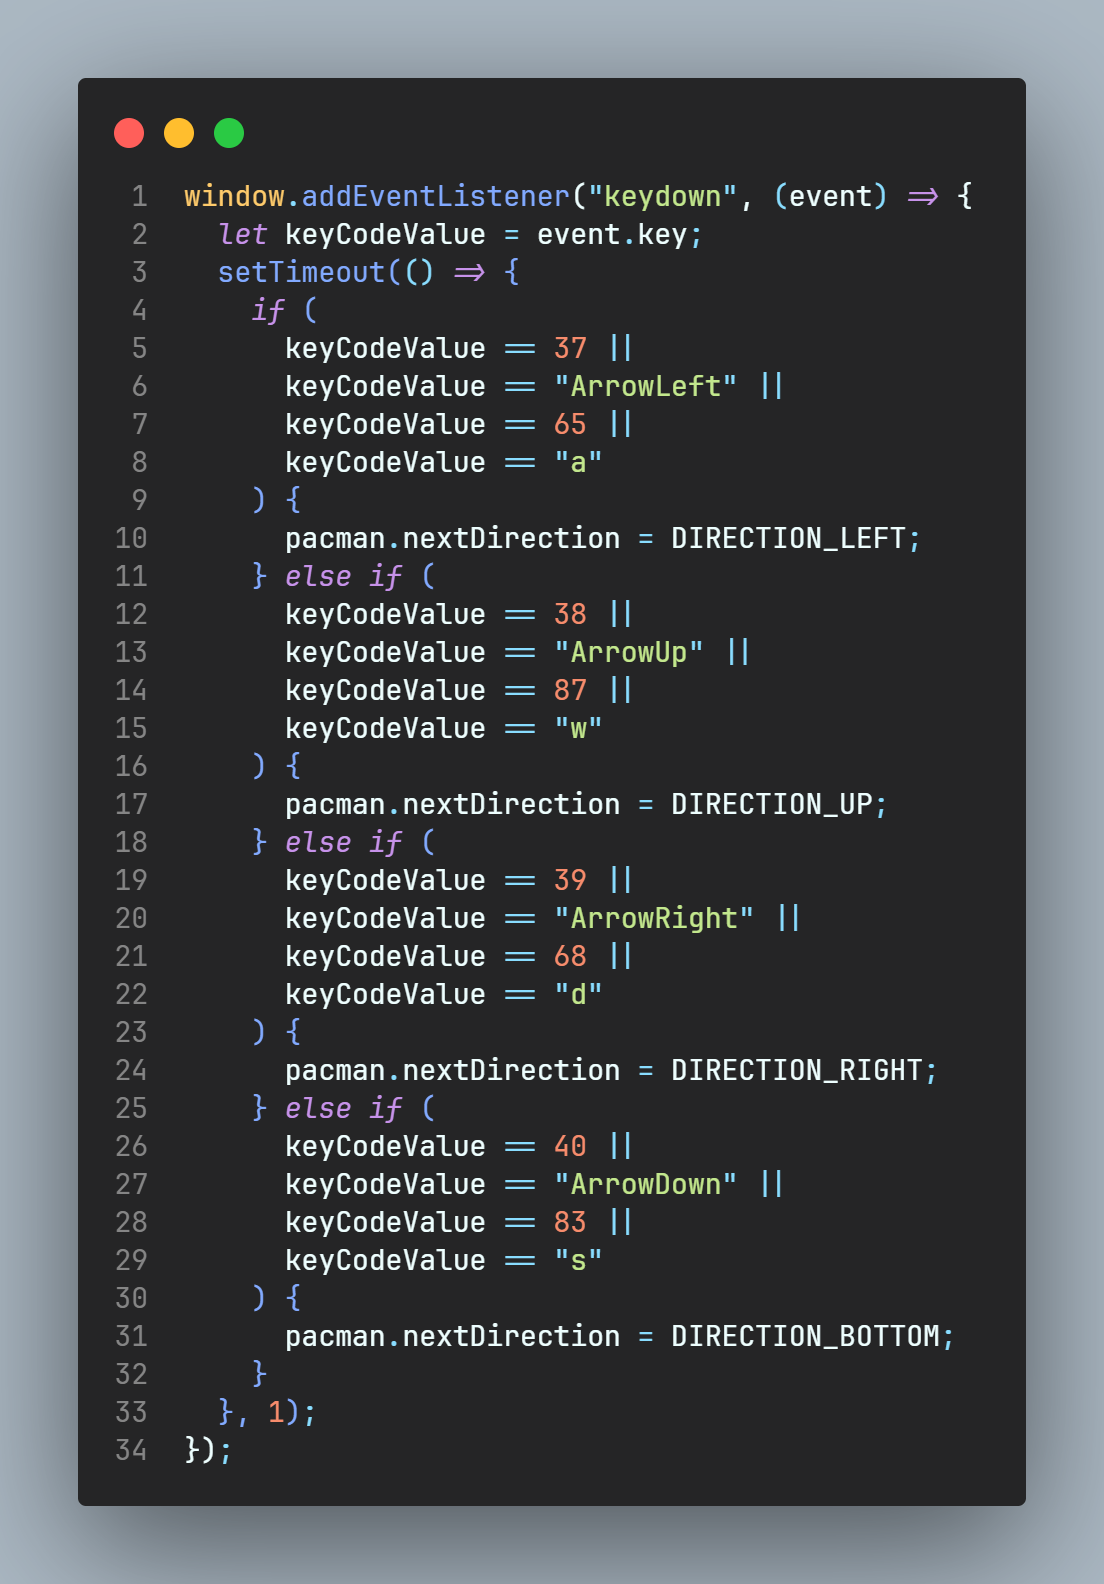 1 window.addEventListener("keydown", (event) => {
2 let keyCodeValue = event.key;
3 setTimeout(() => {
4 if (
5 keyCodeValue == 37 ||
6 keyCodeValue == "ArrowLeft" ||
7 keyCodeValue == 65 ||
8 keyCodeValue == "a"
9 ) {
10 pacman.nextDirection = DIRECTION_LEFT;
11 } else if (
12 keyCodeValue == 38 ||
13 keyCodeValue == "ArrowUp" ||
14 keyCodeValue == 87 ||
15 keyCodeValue == "w"
16 ) {
17 pacman.nextDirection = DIRECTION_UP;
18 } else if (
19 keyCodeValue == 39 ||
20 keyCodeValue == "ArrowRight" ||
21 keyCodeValue == 68 ||
22 keyCodeValue == "d"
23 ) {
24 pacman.nextDirection = DIRECTION_RIGHT;
25 } else if (
26 keyCodeValue == 40 ||
27 keyCodeValue == "ArrowDown" ||
28 keyCodeValue == 83 ||
29 keyCodeValue == "s"
30 ) {
31 pacman.nextDirection = DIRECTION_BOTTOM;
32 }
33 }, 1);
34 });